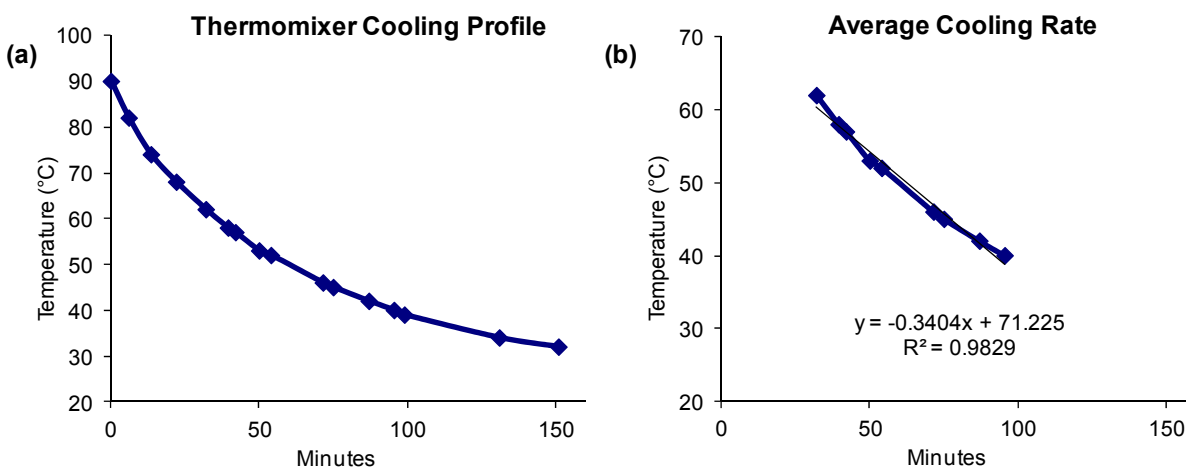 (a)
Thermomixer Cooling Profile
Temperature (°C)
100
90
80
70
60
50
40
30
20
0
50
100
150
Minutes
(b)
Average Cooling Rate
Temperature (°C)
70
60
50
40
30
20
y = -0.3404x + 71.225
R² = 0.9829
0
50
100
150
Minutes